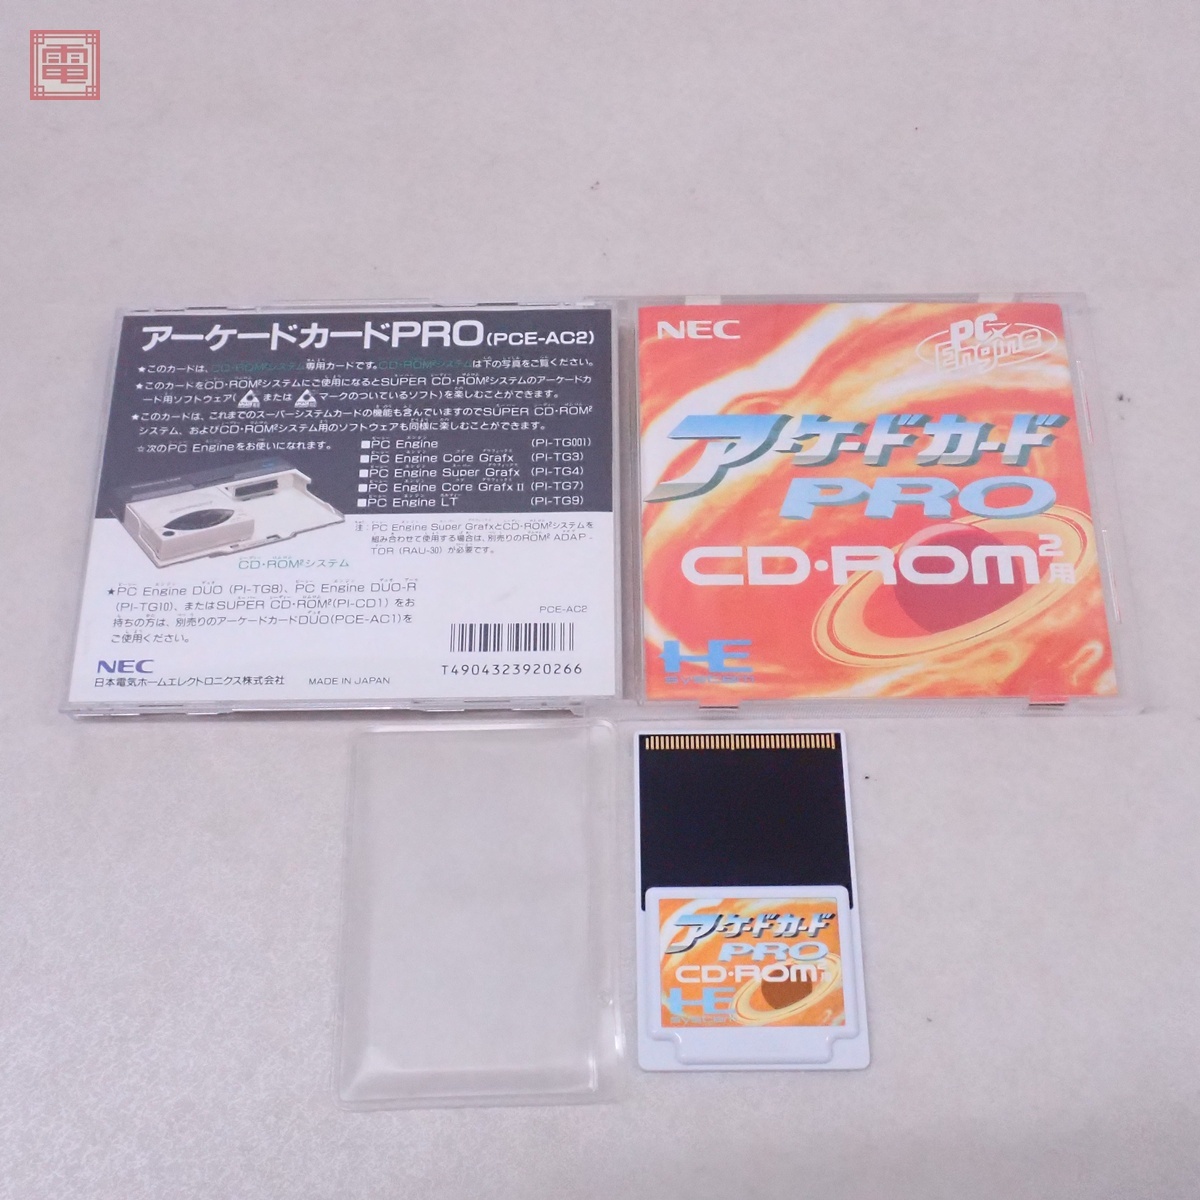 電
アーケードカードPRO(PCE-AC2)
★このカードは、CD・ROM²システム専用カードです。CD・ROM²システムは下の写真をご覧ください。
★このカードをCD・ROM²システムにご使用になるとSUPER CD・ROM²システムのアーケードカ
ード用ソフトウェア( または マークのついているソフト)を楽しむことができます。
★このカードは、これまでのスーパーシステムカードの機能も含んでいますのでSUPER CD・ROM²
システム、およびCD・ROM²システム用のソフトウェアも同様に楽しむことができます。
☆次のPC Engineをお使いになれます。
■PC Engine (PI-TG001)
■PC Engine Core Grafx (PI-TG3)
■PC Engine Super Grafx (PI-TG4)
■PC Engine Core Grafx II (PI-TG7)
■PC Engine LT (PI-TG9)
注:PC Engine Super GrafxとCD・ROM²システムを
組み合わせて使用する場合は、別売りのROM² ADAP-
TOR (RAU-30) が必要です。
CD・ROM²システム
★PC Engine DUO (PI-TG8)、PC Engine DUO-R
(PI-TG10)、またはSUPER CD・ROM²(PI-CD1) をお
持ちの方は、別売りのアーケードカードDUO(PCE-AC1)を
ご使用ください。
PCE-AC2
T4904323920266
NEC
日本電気ホームエレクトロニクス株式会社 MADE IN JAPAN
NEC
PC Engine
アーケードカード
PRO
CD・ROM²用
HE
SYSTEM
アーケードカード
PRO
CD・ROM²用
HE
SYSTEM